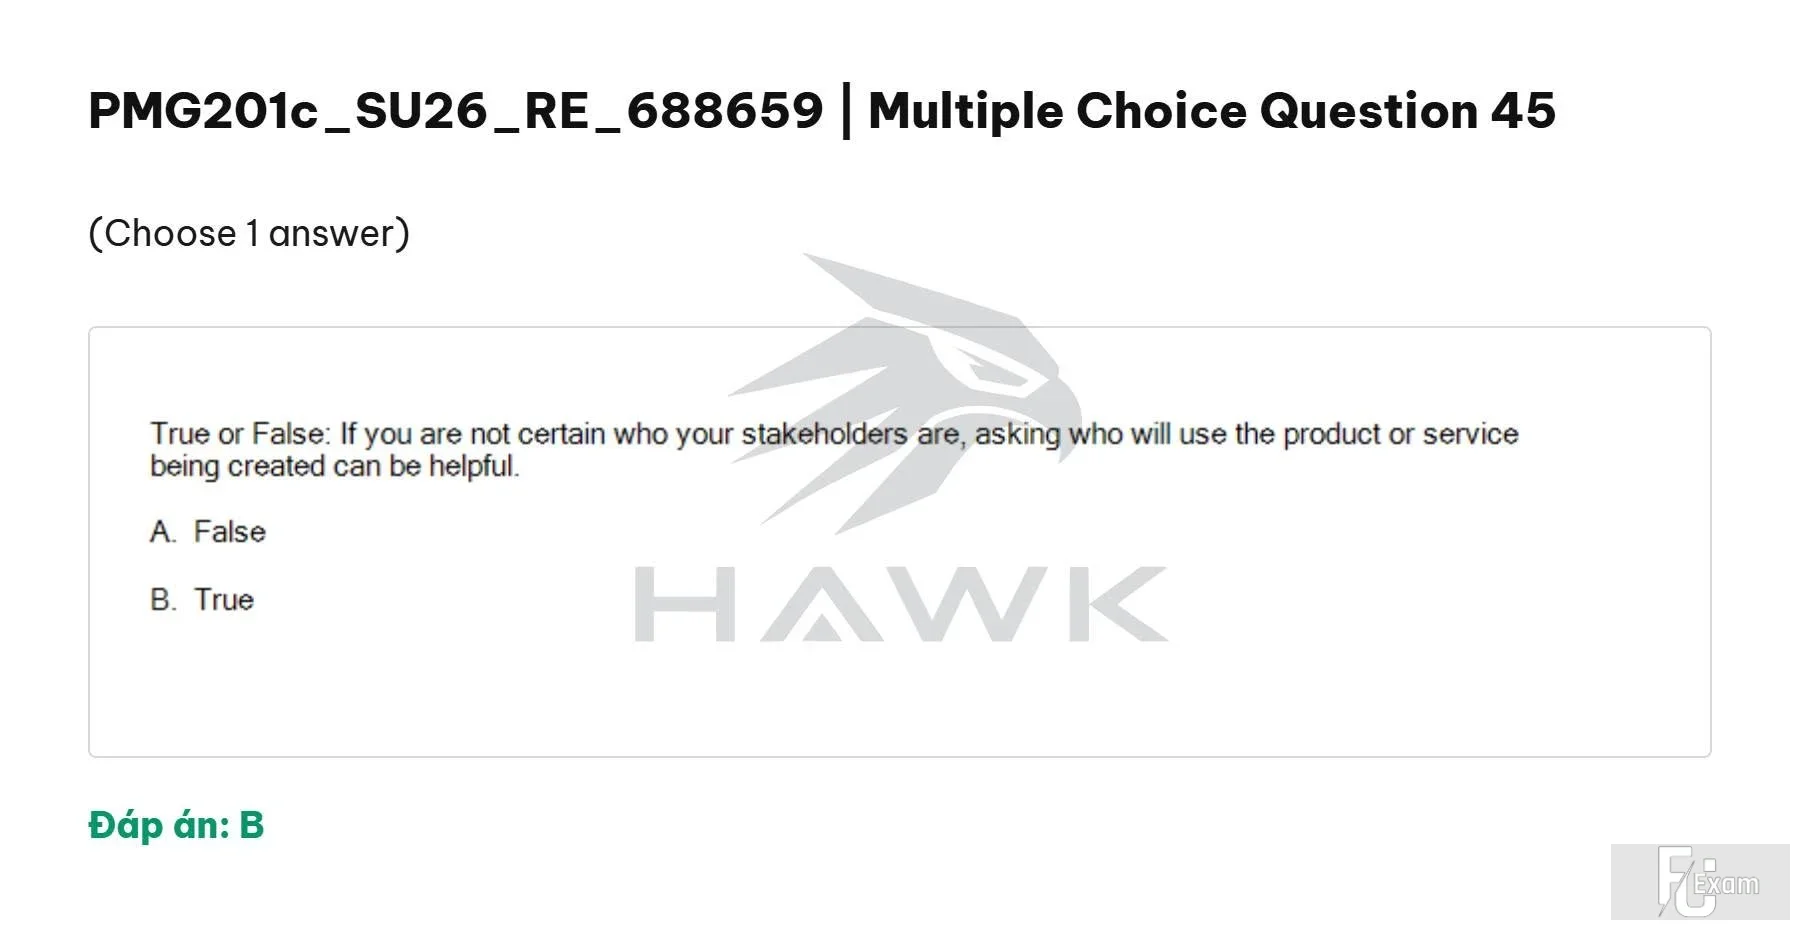 PMG201c_SU26_RE_688659 | Multiple Choice Question 45
(Choose 1 answer)
True or False: If you are not certain who your stakeholders are, asking who will use the product or service
being created can be helpful.
A. False
B. True
HAWK
Đáp án: B
FU Exam